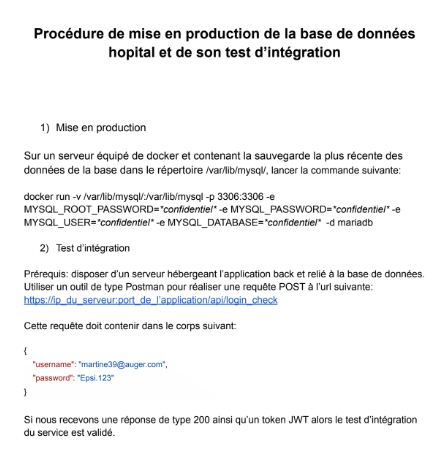 Procédure de mise en production de la base de données
hopital et de son test d'intégration
1) Mise en production
Sur un serveur équipé de docker et contenant la sauvegarde la plus récente des
données de la base dans le répertoire /var/lib/mysql/, lancer la commande suivante:
docker run -v /var/lib/mysql/:/var/lib/mysql -p 3306:3306 -e
MYSQL_ROOT_PASSWORD=*confidentiel* -e MYSQL_PASSWORD=*confidentiel* -e
MYSQL_USER=*confidentiel* -e MYSQL_DATABASE=*confidentiel* -d mariadb
2) Test d'intégration
Prérequis: disposer d'un serveur hébergeant l'application back et relié à la base de données.
Utiliser un outil de type Postman pour réaliser une requête POST à l'url suivante:
https://ip_du_serveur:port_de_l'application/api/login_check
Cette requête doit contenir dans le corps suivant:
{
"username": "martine39@auger.com",
"password": "Epsi.123"
}
Si nous recevons une réponse de type 200 ainsi qu'un token JWT alors le test d'intégration
du service est validé.